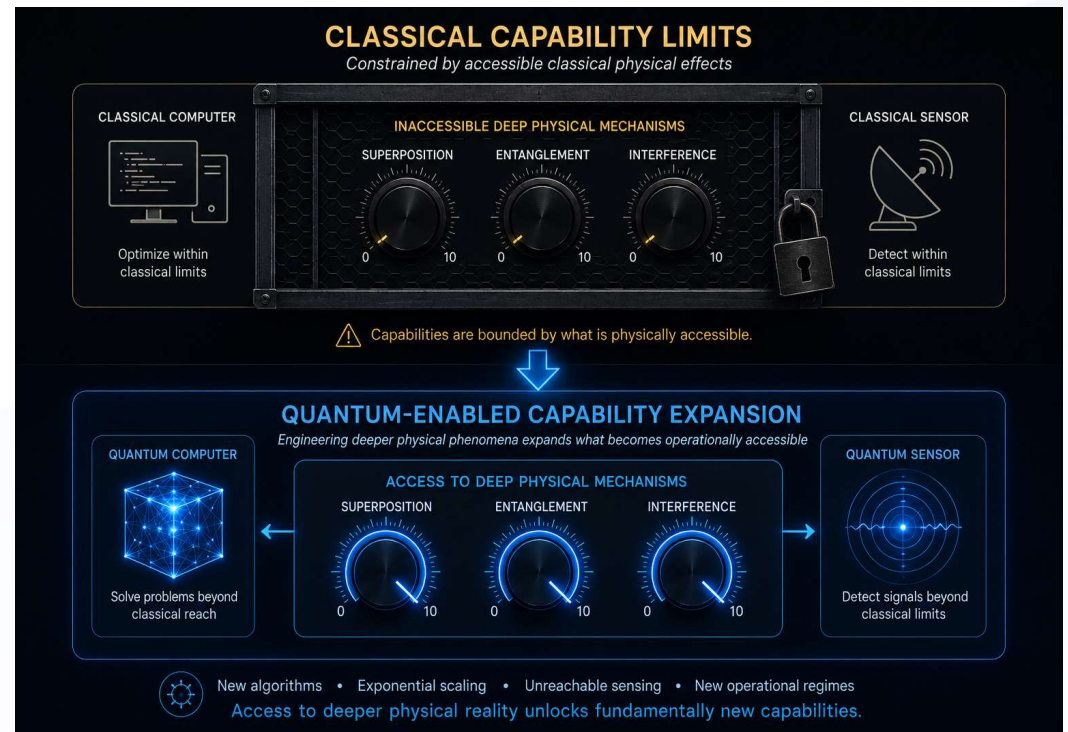 CLASSICAL CAPABILITY LIMITS
Constrained by accessible classical physical effects
CLASSICAL COMPUTER
Optimize within
classical limits
INACCESSIBLE DEEP PHYSICAL MECHANISMS
SUPERPOSITION
0 10
ENTANGLEMENT
0 10
INTERFERENCE
0 10
CLASSICAL SENSOR
Detect within
classical limits
Capabilities are bounded by what is physically accessible.
QUANTUM-ENABLED CAPABILITY EXPANSION
Engineering deeper physical phenomena expands what becomes operationally accessible
QUANTUM COMPUTER
Solve problems beyond
classical reach
ACCESS TO DEEP PHYSICAL MECHANISMS
SUPERPOSITION
0 10
ENTANGLEMENT
0 10
INTERFERENCE
0 10
QUANTUM SENSOR
Detect signals beyond
classical limits
New algorithms • Exponential scaling • Unreachable sensing • New operational regimes
Access to deeper physical reality unlocks fundamentally new capabilities.